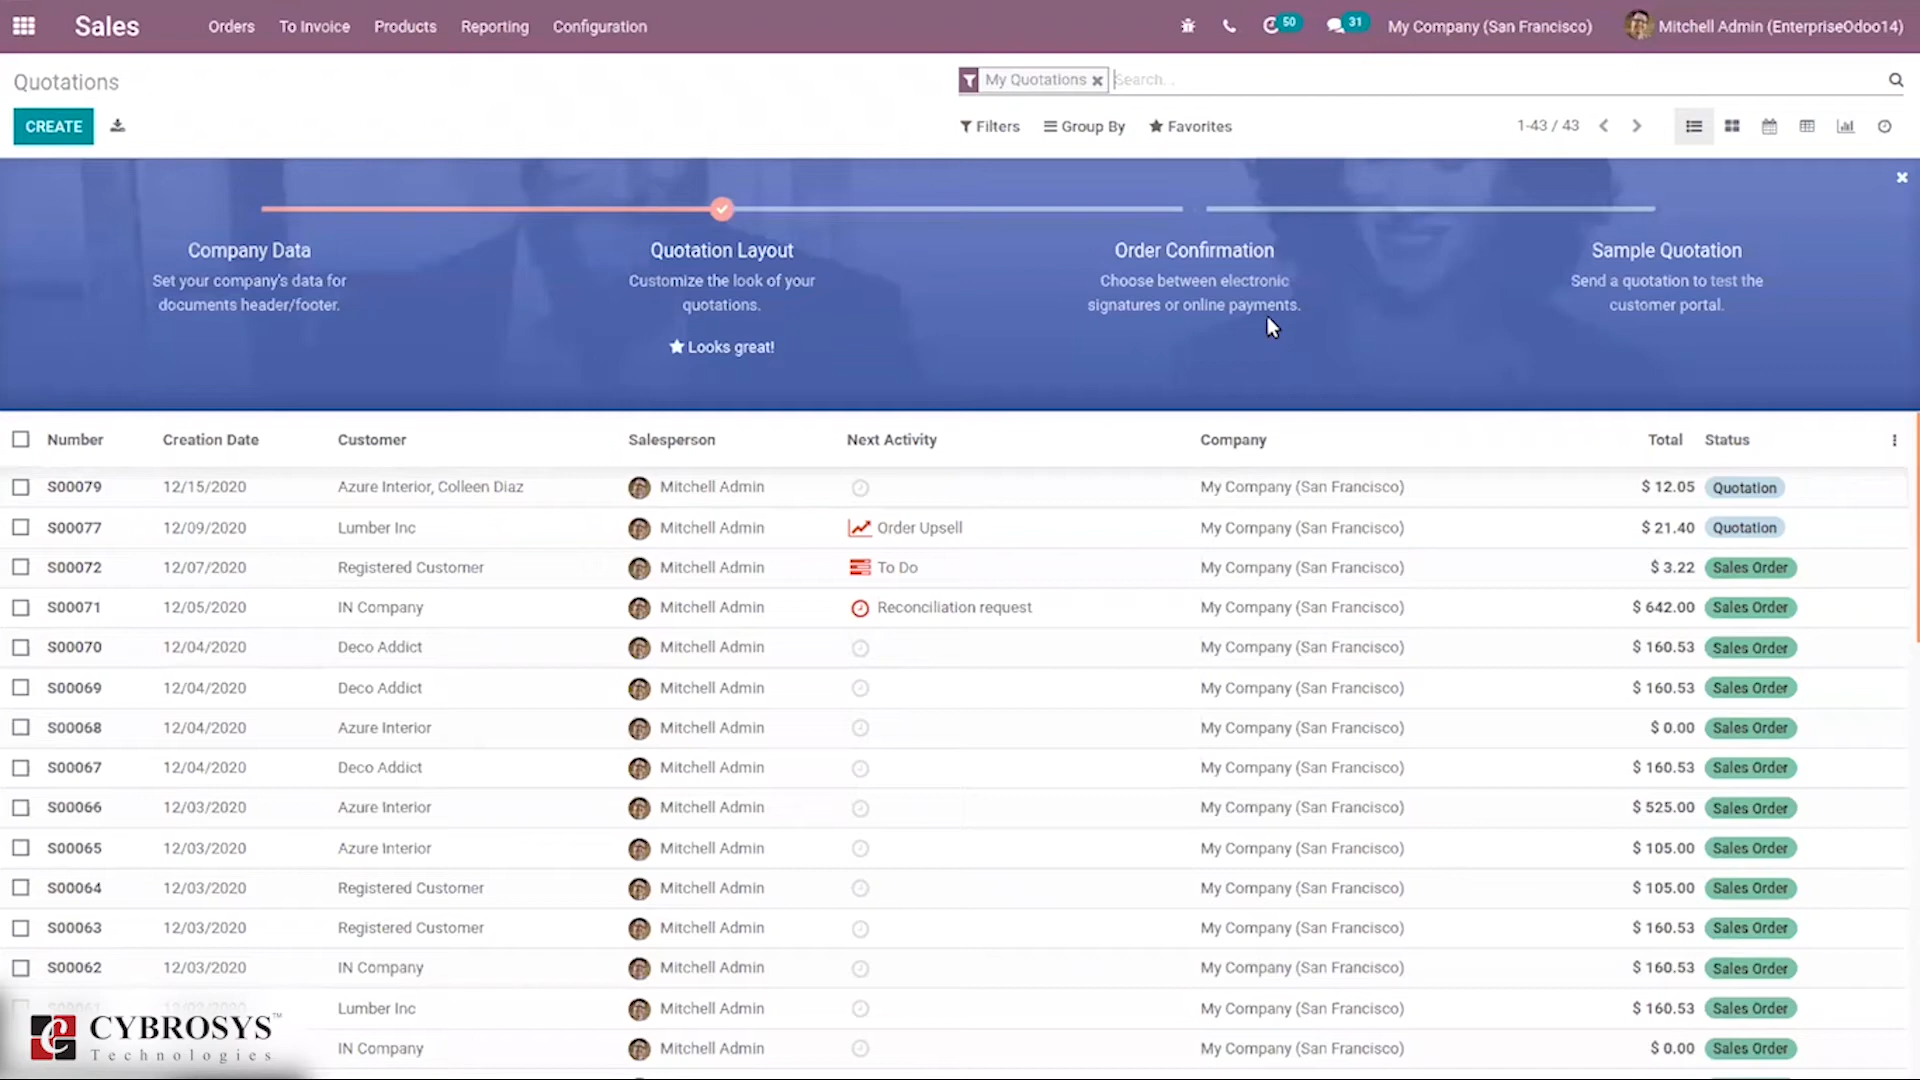 Sales Orders To Invoice Products Reporting Configuration 50 31 My Company (San Francisco) Mitchell Admin (EnterpriseOdoo14)
Quotations My Quotations × Search...
CREATE Filters Group By Favorites 1-43 / 43
Company Data Quotation Layout Order Confirmation Sample Quotation
Set your company's data for Customize the look of your Choose between electronic Send a quotation to test the
documents header/footer. quotations. signatures or online payments. customer portal.
Looks great!
Number Creation Date Customer Salesperson Next Activity Company Total Status
S00079 12/15/2020 Azure Interior, Colleen Diaz Mitchell Admin My Company (San Francisco) $ 12.05 Quotation
S00077 12/09/2020 Lumber Inc Mitchell Admin Order Upsell My Company (San Francisco) $ 21.40 Quotation
S00072 12/07/2020 Registered Customer Mitchell Admin To Do My Company (San Francisco) $ 3.22 Sales Order
S00071 12/05/2020 IN Company Mitchell Admin Reconciliation request My Company (San Francisco) $ 642.00 Sales Order
S00070 12/04/2020 Deco Addict Mitchell Admin My Company (San Francisco) $ 160.53 Sales Order
S00069 12/04/2020 Deco Addict Mitchell Admin My Company (San Francisco) $ 160.53 Sales Order
S00068 12/04/2020 Azure Interior Mitchell Admin My Company (San Francisco) $ 0.00 Sales Order
S00067 12/04/2020 Deco Addict Mitchell Admin My Company (San Francisco) $ 160.53 Sales Order
S00066 12/03/2020 Azure Interior Mitchell Admin My Company (San Francisco) $ 525.00 Sales Order
S00065 12/03/2020 Azure Interior Mitchell Admin My Company (San Francisco) $ 105.00 Sales Order
S00064 12/03/2020 Registered Customer Mitchell Admin My Company (San Francisco) $ 105.00 Sales Order
S00063 12/03/2020 Registered Customer Mitchell Admin My Company (San Francisco) $ 160.53 Sales Order
S00062 12/03/2020 IN Company Mitchell Admin My Company (San Francisco) $ 160.53 Sales Order
Lumber Inc Mitchell Admin My Company (San Francisco) $ 160.53 Sales Order
IN Company Mitchell Admin My Company (San Francisco) $ 0.00 Sales Order
CYBROSYS™
Technologies